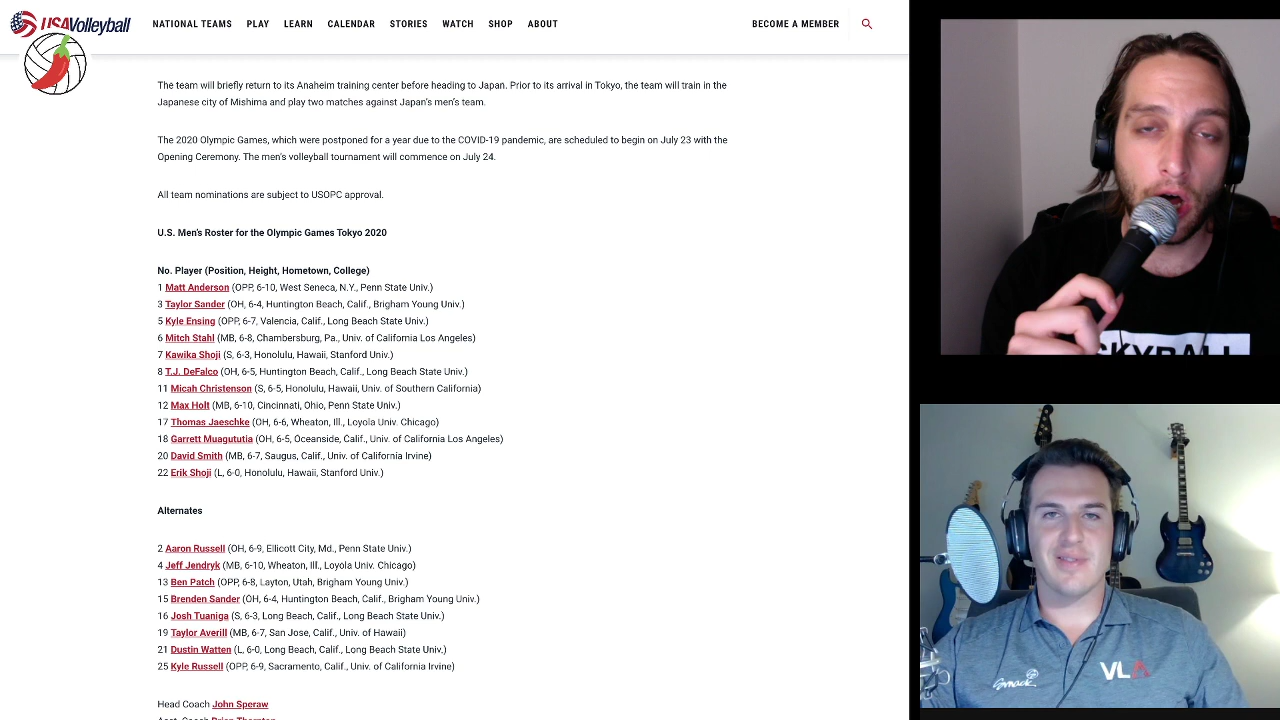 USAVolleyball
NATIONAL TEAMS PLAY LEARN CALENDAR STORIES WATCH SHOP ABOUT BECOME A MEMBER
The team will briefly return to its Anaheim training center before heading to Japan. Prior to its arrival in Tokyo, the team will train in the
Japanese city of Mishima and play two matches against Japan's men's team.
The 2020 Olympic Games, which were postponed for a year due to the COVID-19 pandemic, are scheduled to begin on July 23 with the
Opening Ceremony. The men's volleyball tournament will commence on July 24.
All team nominations are subject to USOPC approval.
U.S. Men's Roster for the Olympic Games Tokyo 2020
No. Player (Position, Height, Hometown, College)
1 Matt Anderson (OPP, 6-10, West Seneca, N.Y., Penn State Univ.)
3 Taylor Sander (OH, 6-4, Huntington Beach, Calif., Brigham Young Univ.)
5 Kyle Ensing (OPP, 6-7, Valencia, Calif., Long Beach State Univ.)
6 Mitch Stahl (MB, 6-8, Chambersburg, Pa., Univ. of California Los Angeles)
7 Kawika Shoji (S, 6-3, Honolulu, Hawaii, Stanford Univ.)
8 T.J. DeFalco (OH, 6-5, Huntington Beach, Calif., Long Beach State Univ.)
11 Micah Christenson (S, 6-5, Honolulu, Hawaii, Univ. of Southern California)
12 Max Holt (MB, 6-10, Cincinnati, Ohio, Penn State Univ.)
17 Thomas Jaeschke (OH, 6-6, Wheaton, Ill., Loyola Univ. Chicago)
18 Garrett Muagututia (OH, 6-5, Oceanside, Calif., Univ. of California Los Angeles)
20 David Smith (MB, 6-7, Saugus, Calif., Univ. of California Irvine)
22 Erik Shoji (L, 6-0, Honolulu, Hawaii, Stanford Univ.)
Alternates
2 Aaron Russell (OH, 6-9, Ellicott City, Md., Penn State Univ.)
4 Jeff Jendryk (MB, 6-10, Wheaton, Ill., Loyola Univ. Chicago)
13 Ben Patch (OPP, 6-8, Layton, Utah, Brigham Young Univ.)
15 Brenden Sander (OH, 6-4, Huntington Beach, Calif., Brigham Young Univ.)
16 Josh Tuaniga (S, 6-3, Long Beach, Calif., Long Beach State Univ.)
19 Taylor Averill (MB, 6-7, San Jose, Calif., Univ. of Hawaii)
21 Dustin Watten (L, 6-0, Long Beach, Calif., Long Beach State Univ.)
25 Kyle Russell (OPP, 6-9, Sacramento, Calif., Univ. of California Irvine)
Head Coach John Speraw
Asst. Coach Brian Thornton
SKYBALL
Smack
VLA